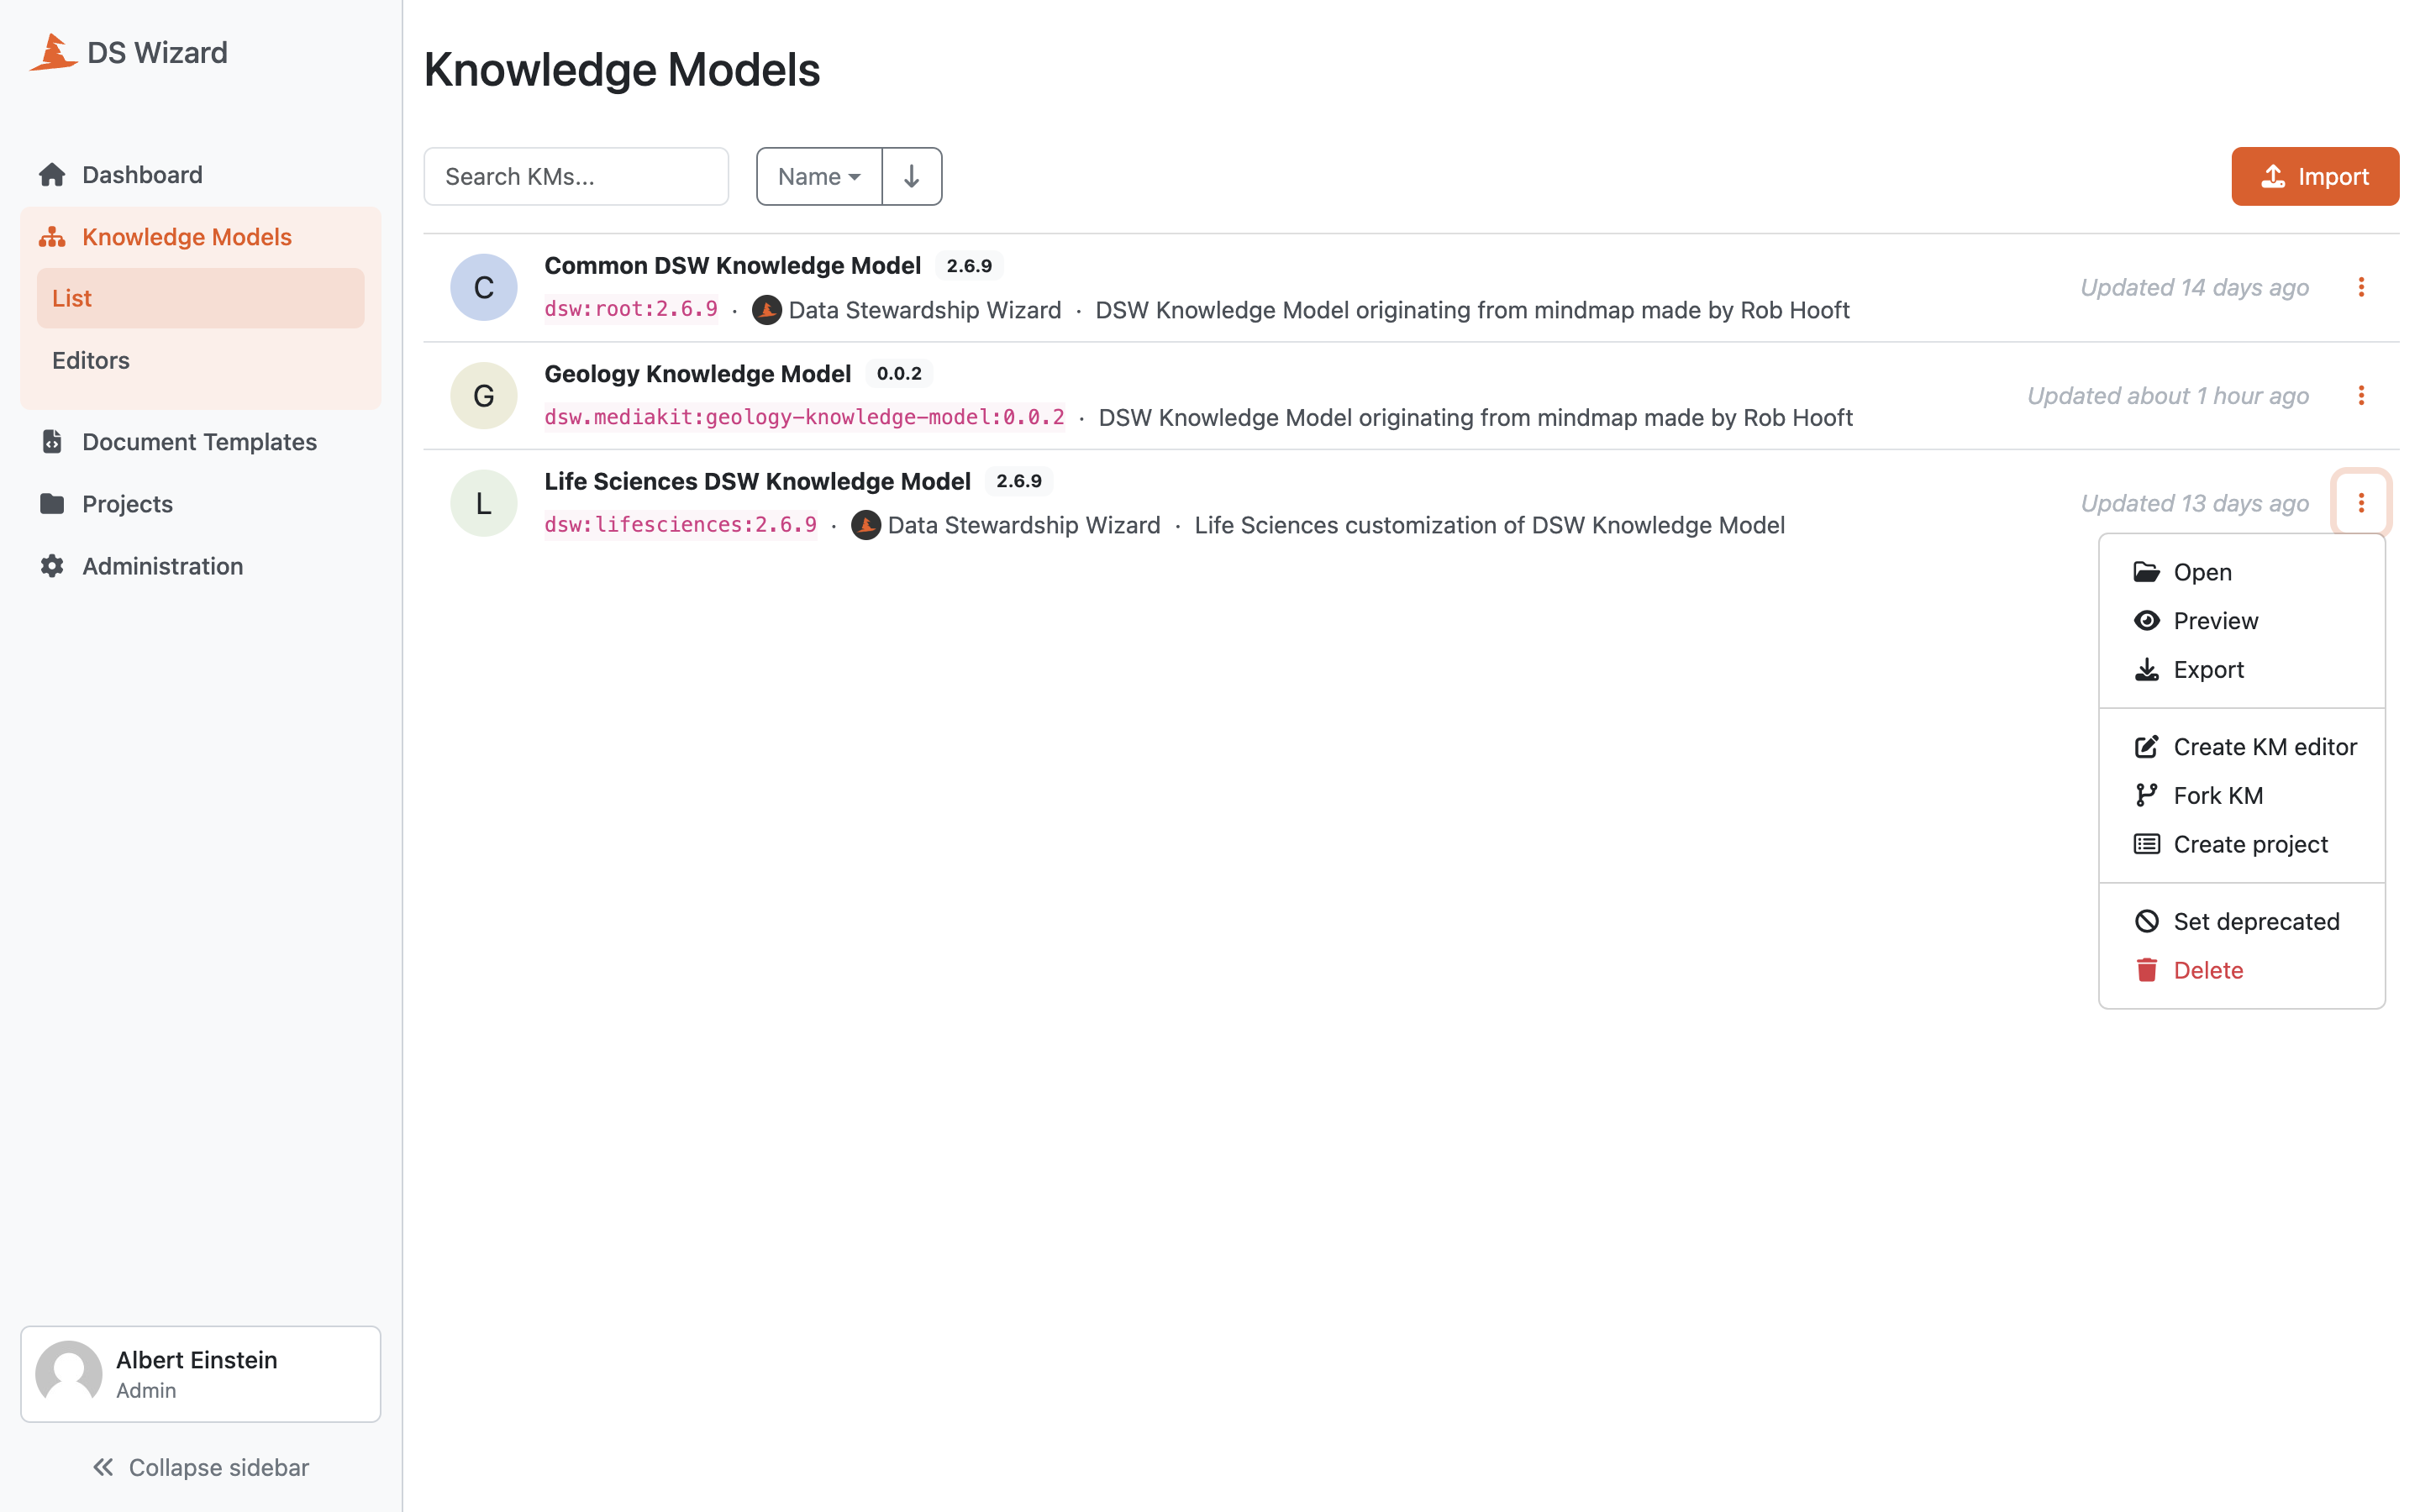 DS Wizard
Dashboard
Knowledge Models
List
Editors
Document Templates
Projects
Administration
Albert Einstein
Admin
Collapse sidebar
Knowledge Models
Search KMs...
Name
Import
C
Common DSW Knowledge Model 2.6.9
dsw:root:2.6.9 · Data Stewardship Wizard · DSW Knowledge Model originating from mindmap made by Rob Hooft
Updated 14 days ago
G
Geology Knowledge Model 0.0.2
dsw.mediakit:geology-knowledge-model:0.0.2 · DSW Knowledge Model originating from mindmap made by Rob Hooft
Updated about 1 hour ago
L
Life Sciences DSW Knowledge Model 2.6.9
dsw:lifesciences:2.6.9 · Data Stewardship Wizard · Life Sciences customization of DSW Knowledge Model
Updated 13 days ago
Open
Preview
Export
Create KM editor
Fork KM
Create project
Set deprecated
Delete